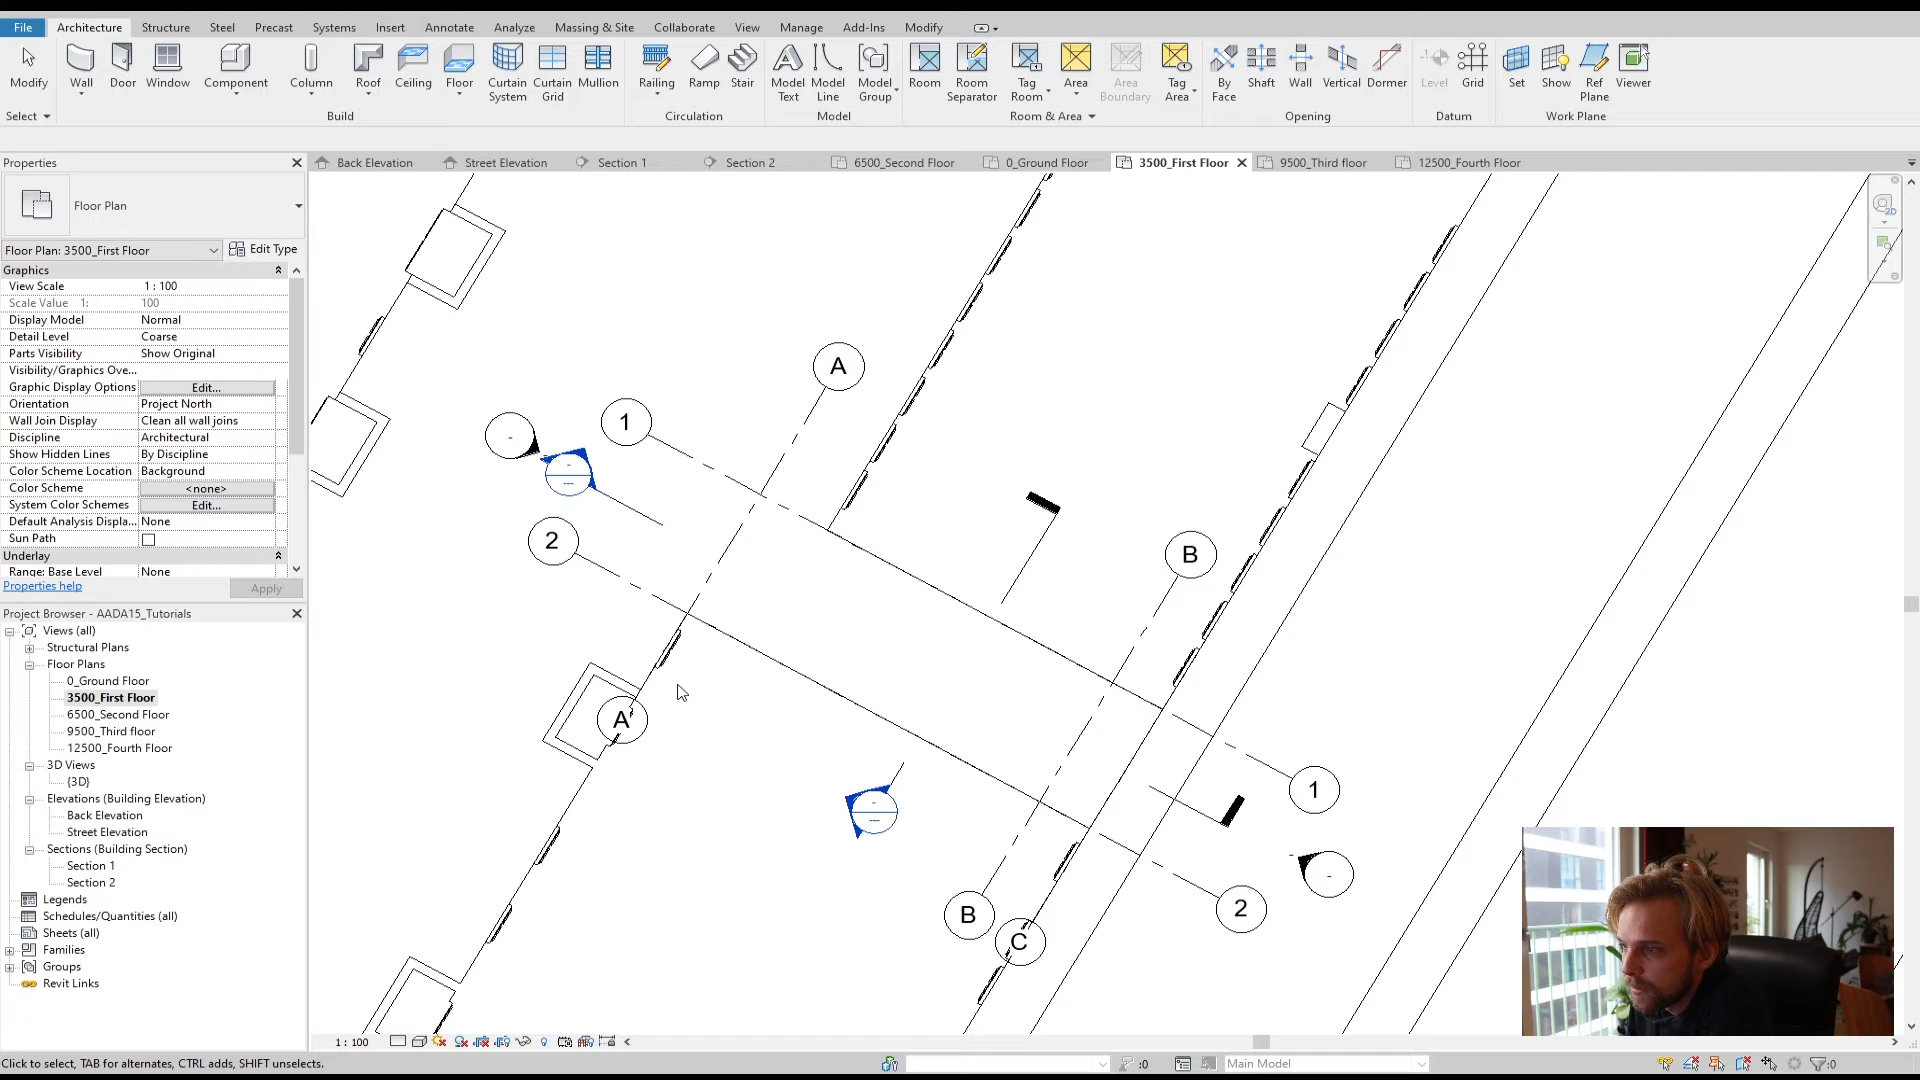 File Architecture Structure Steel Precast Systems Insert Annotate Analyze Massing & Site Collaborate View Manage Add-Ins Modify
Modify Wall Door Window Component Column Roof Ceiling Floor Curtain System Curtain Grid Mullion Railing Ramp Stair Model Text Model Line Model Group Room Room Separator Tag Room Area Area Boundary Tag Area By Face Shaft Wall Vertical Dormer Level Grid Set Show Ref Plane Viewer
Select Build Circulation Model Room & Area Opening Datum Work Plane
Properties
Back Elevation Street Elevation Section 1 Section 2 6500_Second Floor 0_Ground Floor 3500_First Floor 9500_Third floor 12500_Fourth Floor
Floor Plan
Floor Plan: 3500_First Floor Edit Type
Graphics
View Scale 1 : 100
Scale Value 1: 100
Display Model Normal
Detail Level Coarse
Parts Visibility Show Original
Visibility/Graphics Ove...
Graphic Display Options Edit...
Orientation Project North
Wall Join Display Clean all wall joins
Discipline Architectural
Show Hidden Lines By Discipline
Color Scheme Location Background
Color Scheme <none>
System Color Schemes Edit...
Default Analysis Displa... None
Sun Path
Underlay
Range: Base Level None
Properties help Apply
Project Browser - AADA15_Tutorials
Views (all)
Structural Plans
Floor Plans
0_Ground Floor
3500_First Floor
6500_Second Floor
9500_Third floor
12500_Fourth Floor
3D Views
{3D}
Elevations (Building Elevation)
Back Elevation
Street Elevation
Sections (Building Section)
Section 1
Section 2
Legends
Schedules/Quantities (all)
Sheets (all)
Families
Groups
Revit Links
A
1
2
B
A
1
B
2
C
2D
1 : 100
Click to select, TAB for alternates, CTRL adds, SHIFT unselects.
:0
Main Model
:0